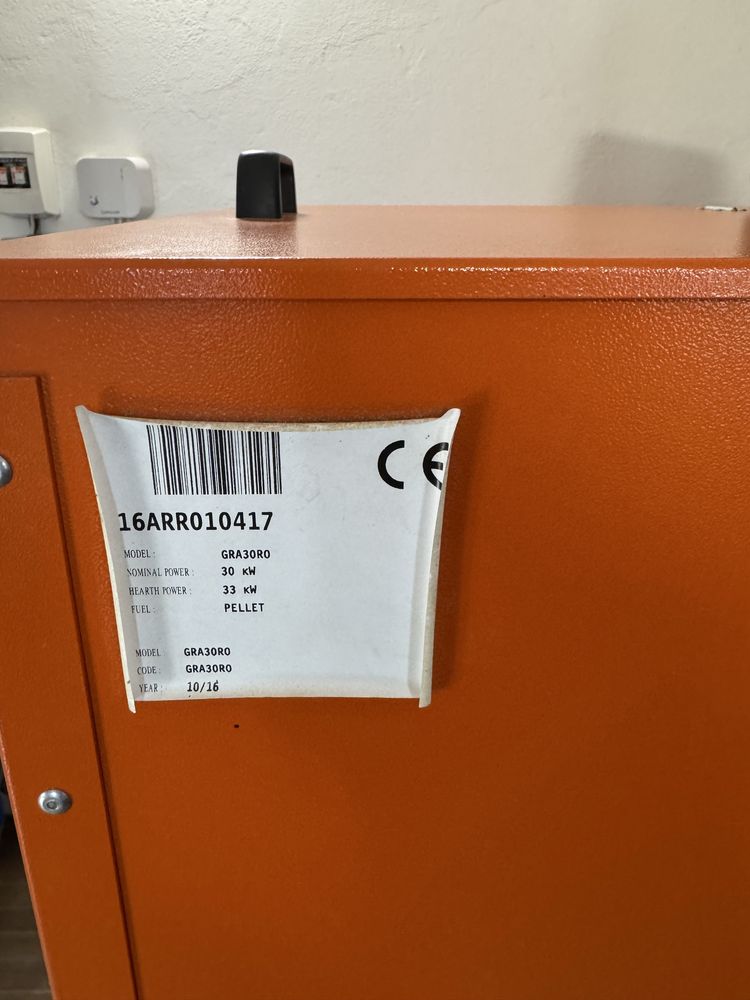 CE
16ARR010417
MODEL : GRA30RO
NOMINAL POWER : 30 KW
HEARTH POWER : 33 KW
FUEL : PELLET
MODEL : GRA30RO
CODE : GRA30RO
YEAR : 10/16